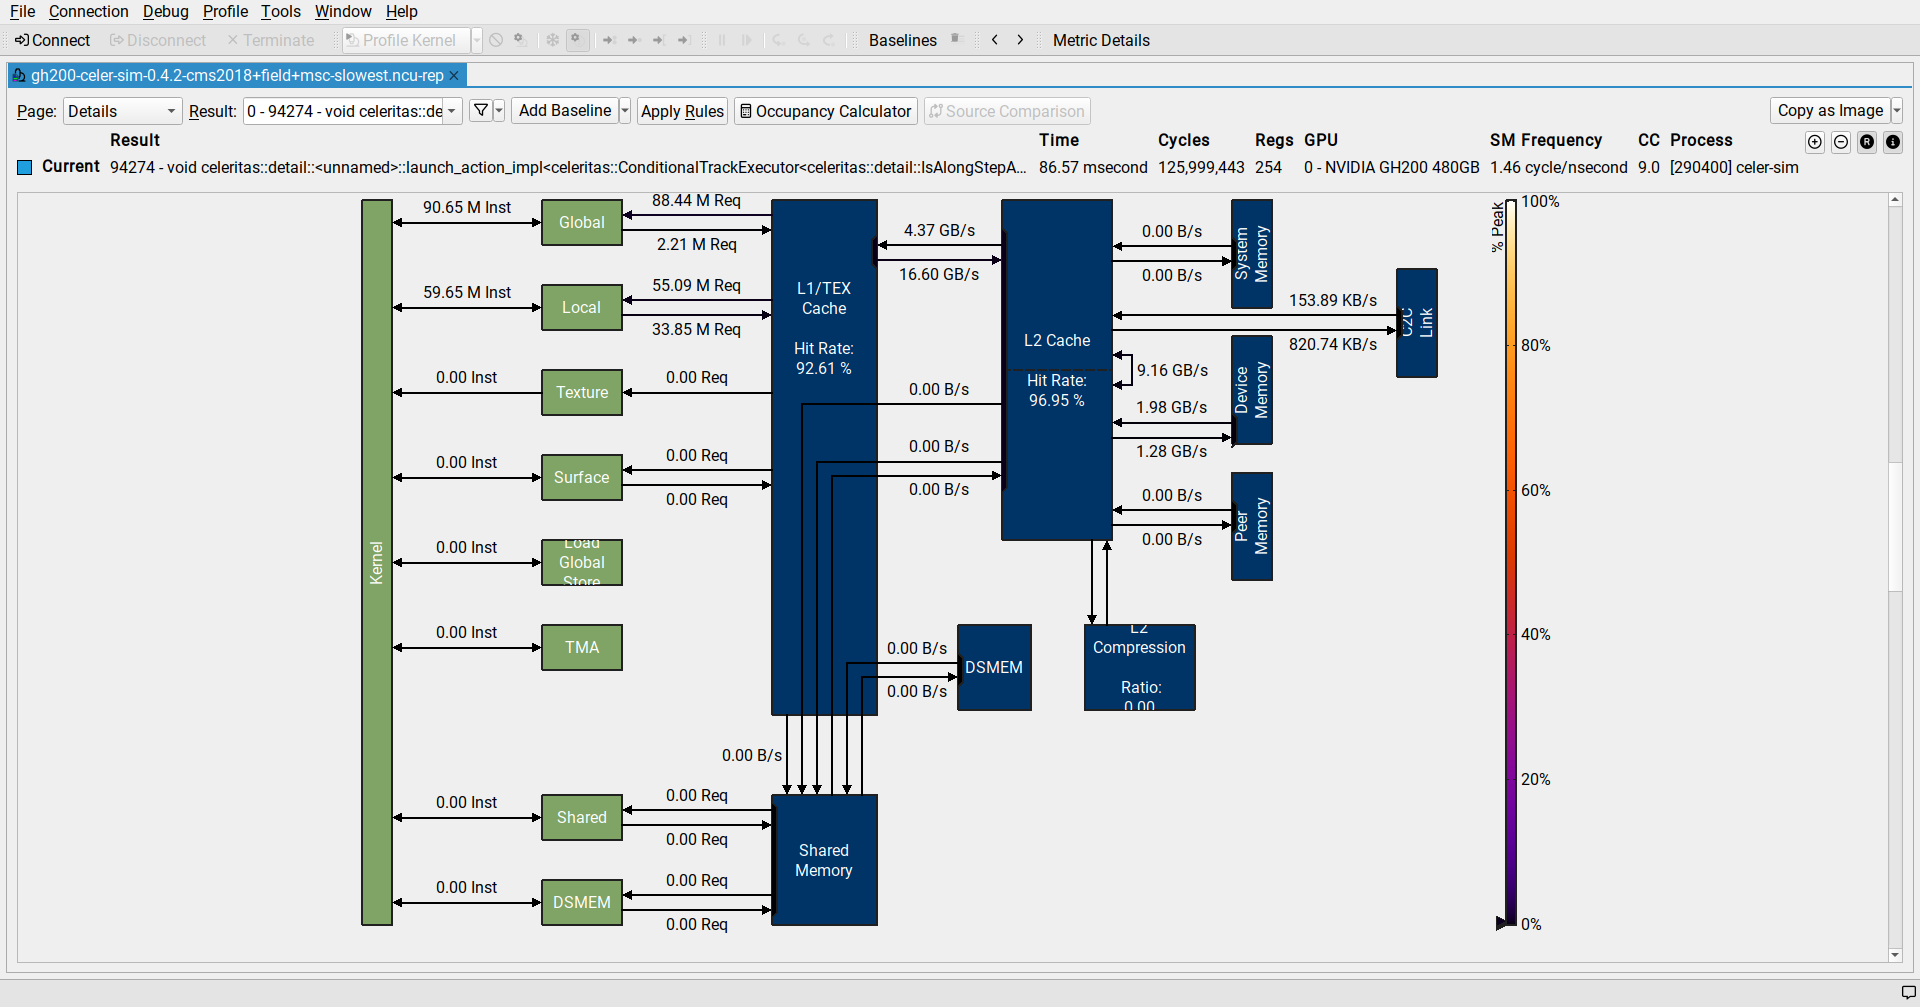 File Connection Debug Profile Tools Window Help
Connect Disconnect Terminate Profile Kernel Baselines Metric Details
gh200-celer-sim-0.4.2-cms2018+field+msc-slowest.ncu-rep
Page: Details Result: 0 - 94274 - void celeritas::de Add Baseline Apply Rules Occupancy Calculator Source Comparison Copy as Image
Result Time Cycles Regs GPU SM Frequency CC Process
Current 94274 - void celeritas::detail::<unnamed>::launch_action_impl<celeritas::ConditionalTrackExecutor<celeritas::detail::IsAlongStepA... 86.57 msecond 125,999,443 254 0 - NVIDIA GH200 480GB 1.46 cycle/nsecond 9.0 [290400] celer-sim
Kernel
90.65 M Inst
Global
88.44 M Req
2.21 M Req
59.65 M Inst
Local
55.09 M Req
33.85 M Req
0.00 Inst
Texture
0.00 Req
0.00 Inst
Surface
0.00 Req
0.00 Req
0.00 Inst
Load
Global
Store
0.00 Inst
TMA
0.00 Inst
Shared
0.00 Req
0.00 Req
0.00 Inst
DSMEM
0.00 Req
0.00 Req
L1/TEX
Cache
Hit Rate:
92.61 %
0.00 B/s
Shared
Memory
4.37 GB/s
16.60 GB/s
0.00 B/s
0.00 B/s
0.00 B/s
0.00 B/s
0.00 B/s
DSMEM
L2 Cache
Hit Rate:
96.95 %
L2
Compression
Ratio:
0.00
0.00 B/s
0.00 B/s
System
Memory
153.89 KB/s
820.74 KB/s
C2C
Link
9.16 GB/s
1.98 GB/s
1.28 GB/s
Device
Memory
0.00 B/s
0.00 B/s
Peer
Memory
% Peak
100%
80%
60%
40%
20%
0%